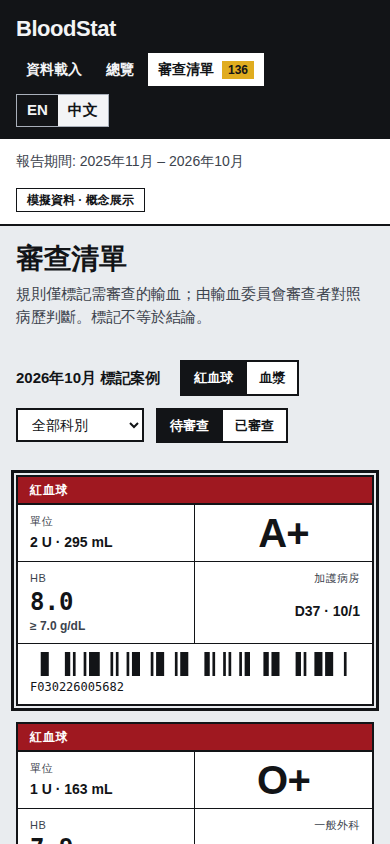 BloodStat
資料載入 總覽 審查清單 136
EN 中文
報告期間: 2025年11月 – 2026年10月
模擬資料 · 概念展示
審查清單
規則僅標記需審查的輸血；由輸血委員會審查者對照
病歷判斷。標記不等於結論。
2026年10月 標記案例 紅血球 血漿
全部科別 待審查 已審查
紅血球
單位
2 U · 295 mL
A+
HB
8.0
≥ 7.0 g/dL
加護病房
D37 · 10/1
F030226005682
紅血球
單位
1 U · 163 mL
O+
HB
一般外科